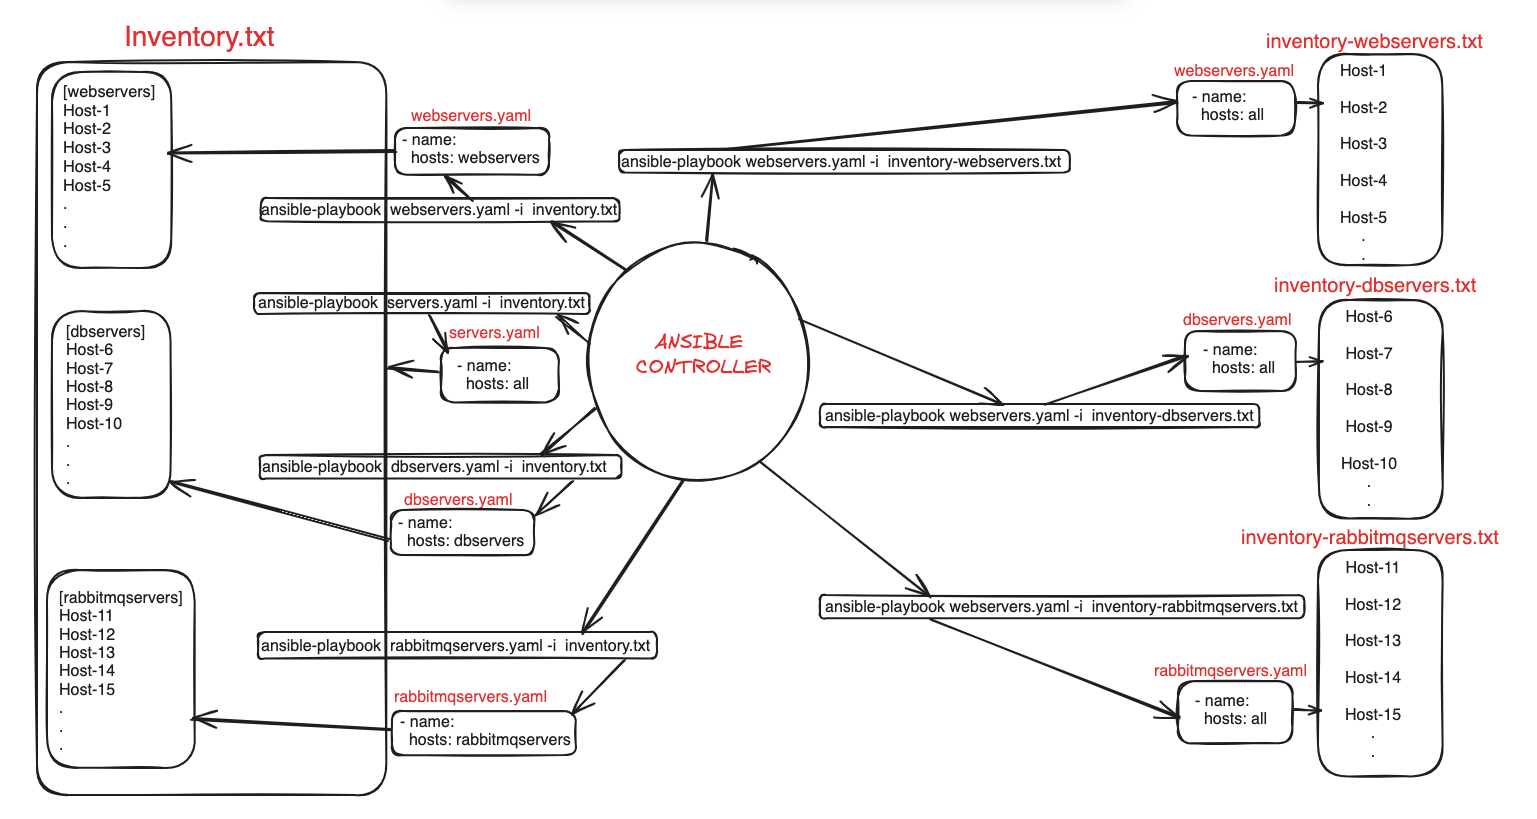 Inventory.txt
[webservers]
Host-1
Host-2
Host-3
Host-4
Host-5
.
.
.
[dbservers]
Host-6
Host-7
Host-8
Host-9
Host-10
.
.
.
[rabbitmqservers]
Host-11
Host-12
Host-13
Host-14
Host-15
.
.
.
webservers.yaml
- name:
hosts: webservers
ansible-playbook webservers.yaml -i inventory.txt
ansible-playbook servers.yaml -i inventory.txt
servers.yaml
- name:
hosts: all
ansible-playbook dbservers.yaml -i inventory.txt
dbservers.yaml
- name:
hosts: dbservers
ansible-playbook rabbitmqservers.yaml -i inventory.txt
rabbitmqservers.yaml
- name:
hosts: rabbitmqservers
ANSIBLE
CONTROLLER
ansible-playbook webservers.yaml -i inventory-webservers.txt
webservers.yaml
- name:
hosts: all
inventory-webservers.txt
Host-1
Host-2
Host-3
Host-4
Host-5
.
.
ansible-playbook webservers.yaml -i inventory-dbservers.txt
dbservers.yaml
- name:
hosts: all
inventory-dbservers.txt
Host-6
Host-7
Host-8
Host-9
Host-10
.
.
ansible-playbook webservers.yaml -i inventory-rabbitmqservers.txt
rabbitmqservers.yaml
- name:
hosts: all
inventory-rabbitmqservers.txt
Host-11
Host-12
Host-13
Host-14
Host-15
.
.